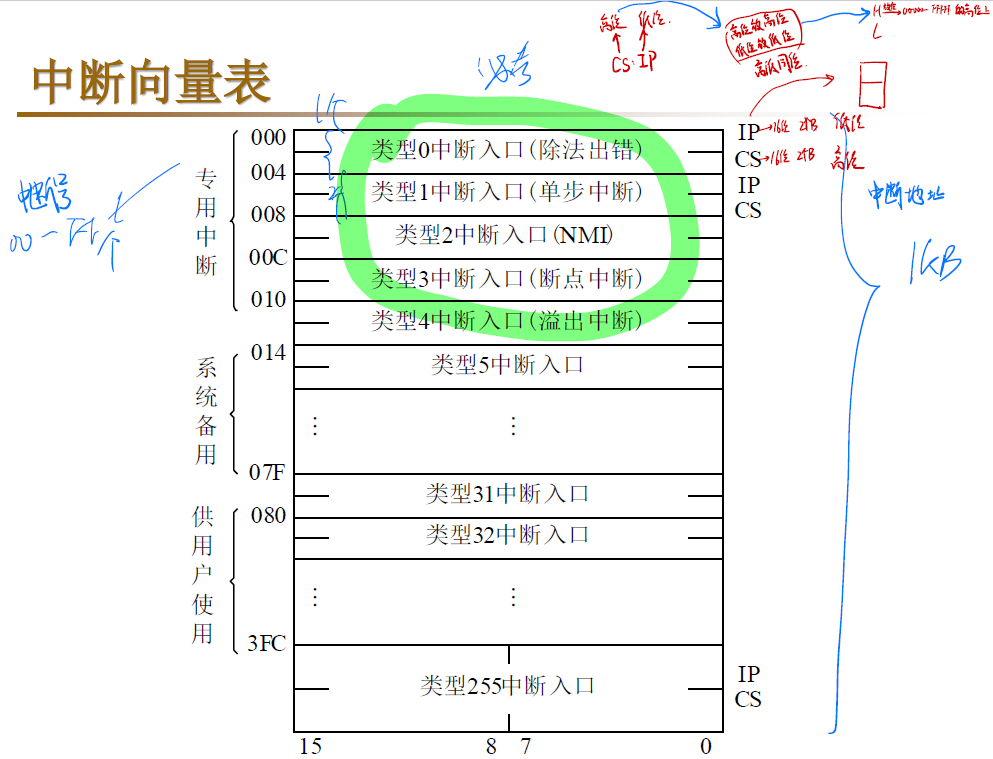 中断向量表
必考
高位 低位
CS:IP
高位放高位
低位放低位
高低同位
H
L
000
004
008
00C
010
014
07F
080
3FC
专用中断
系统备用
供用户使用
类型0中断入口(除法出错)
类型1中断入口(单步中断)
类型2中断入口(NMI)
类型3中断入口(断点中断)
类型4中断入口(溢出中断)
类型5中断入口
⋮ ⋮
类型31中断入口
类型32中断入口
⋮ ⋮
类型255中断入口
15 8 7 0
IP→16位 2B 低位
CS→16位 2B 高位
IP
CS
IP
CS
中断地址
1KB
中断号